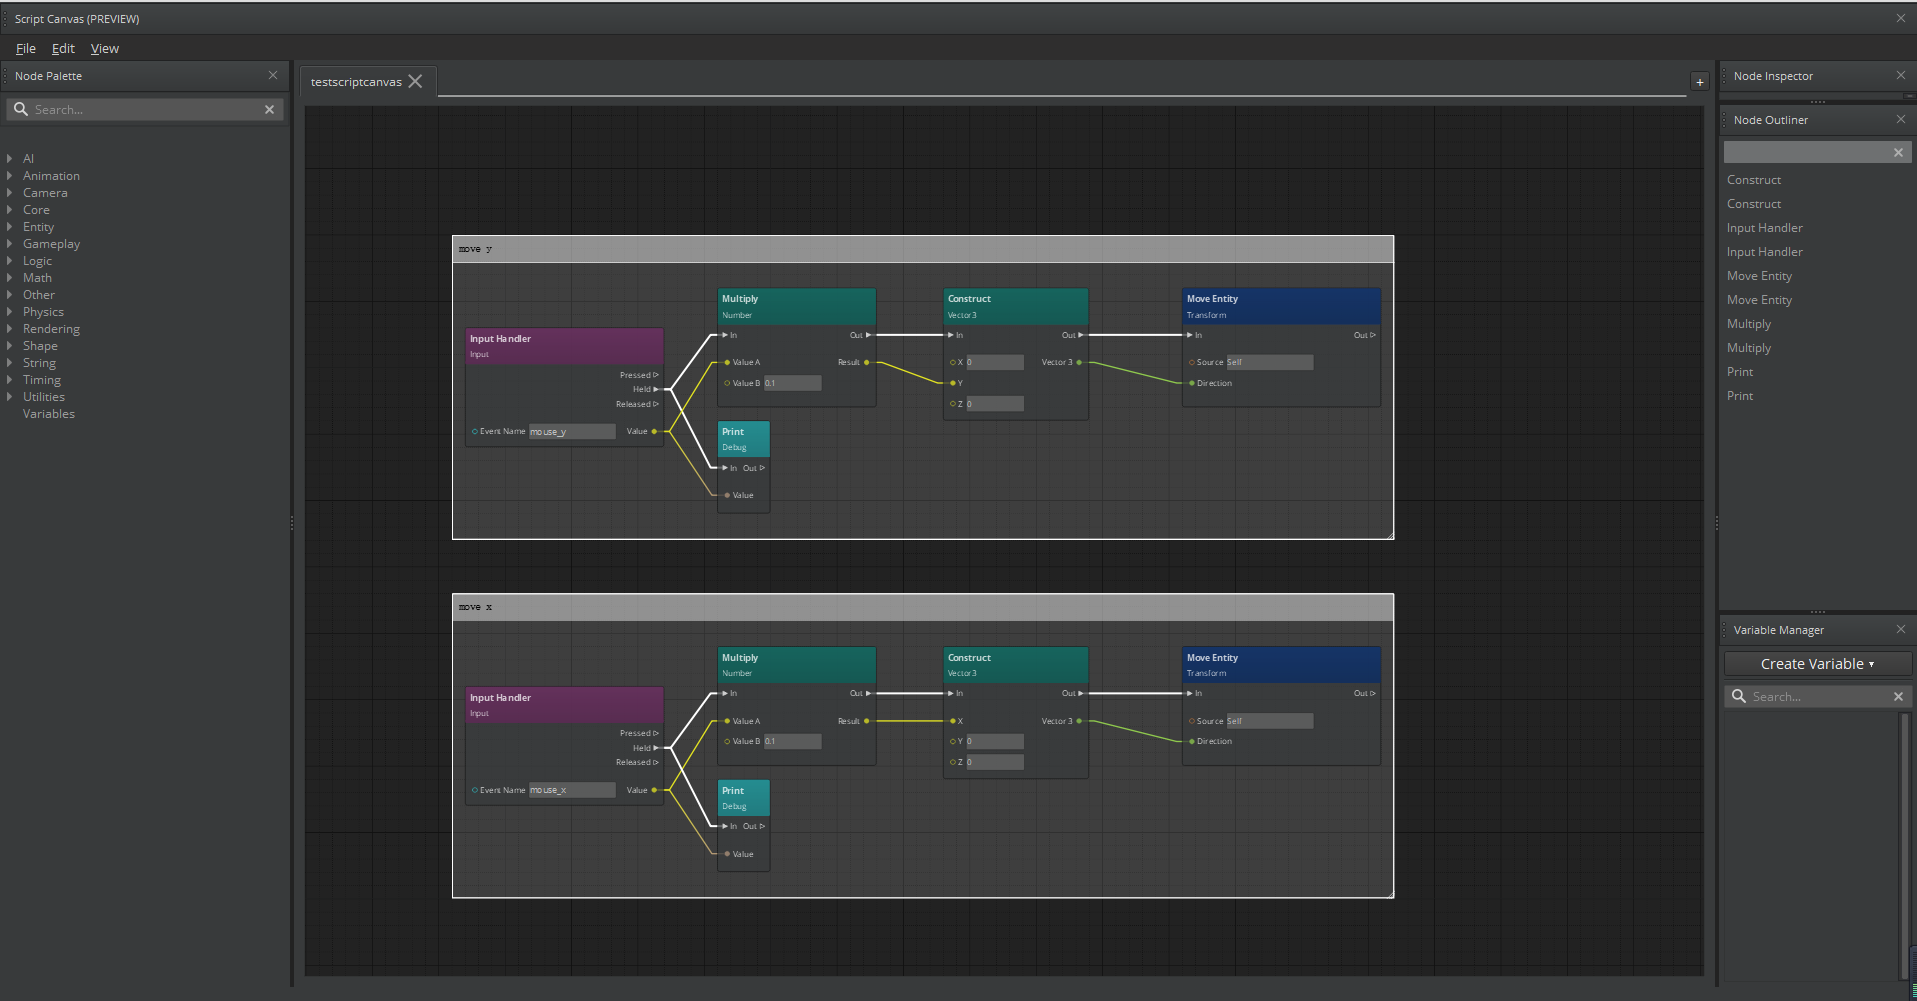 Script Canvas (PREVIEW)
File Edit View
Node Palette
Search...
AI
Animation
Camera
Core
Entity
Gameplay
Logic
Math
Other
Physics
Rendering
Shape
String
Timing
Utilities
Variables
testscriptcanvas
+
move y
Input Handler
Input
Pressed
Held
Released
Event Name mouse_y Value
Multiply
Number
In Out
Value A Result
Value B 0.1
Print
Debug
In Out
Value
Construct
Vector3
In Out
X 0 Vector 3
Y
Z 0
Move Entity
Transform
In Out
Source Self
Direction
move x
Input Handler
Input
Pressed
Held
Released
Event Name mouse_x Value
Multiply
Number
In Out
Value A Result
Value B 0.1
Print
Debug
In Out
Value
Construct
Vector3
In Out
X Vector 3
Y 0
Z 0
Move Entity
Transform
In Out
Source Self
Direction
Node Inspector
Node Outliner
Construct
Construct
Input Handler
Input Handler
Move Entity
Move Entity
Multiply
Multiply
Print
Print
Variable Manager
Create Variable
Search...